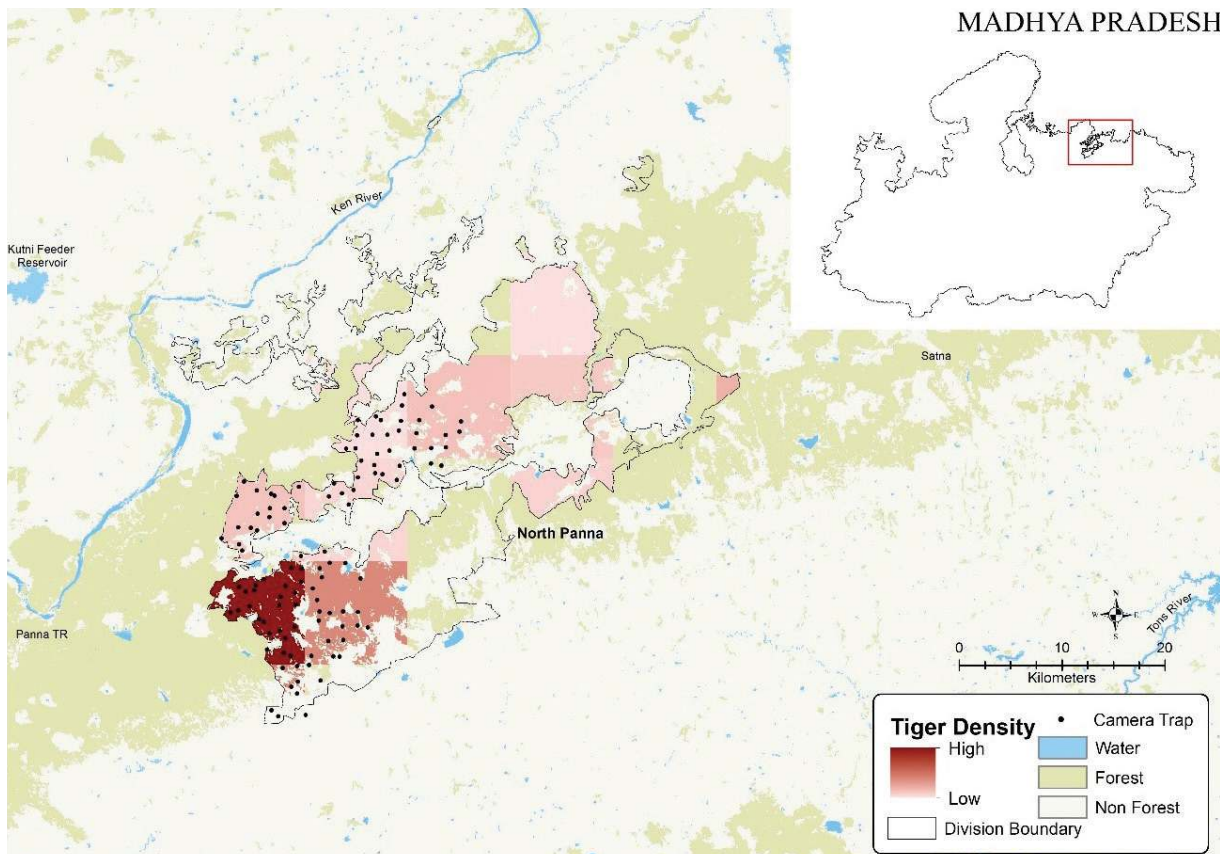 MADHYA PRADESH
Ken River
Kutni Feeder
Reservoir
Satna
North Panna
Panna TR
Tons River
N
W E
S
0 10 20
Kilometers
Tiger Density
High
Low
Division Boundary
Camera Trap
Water
Forest
Non Forest